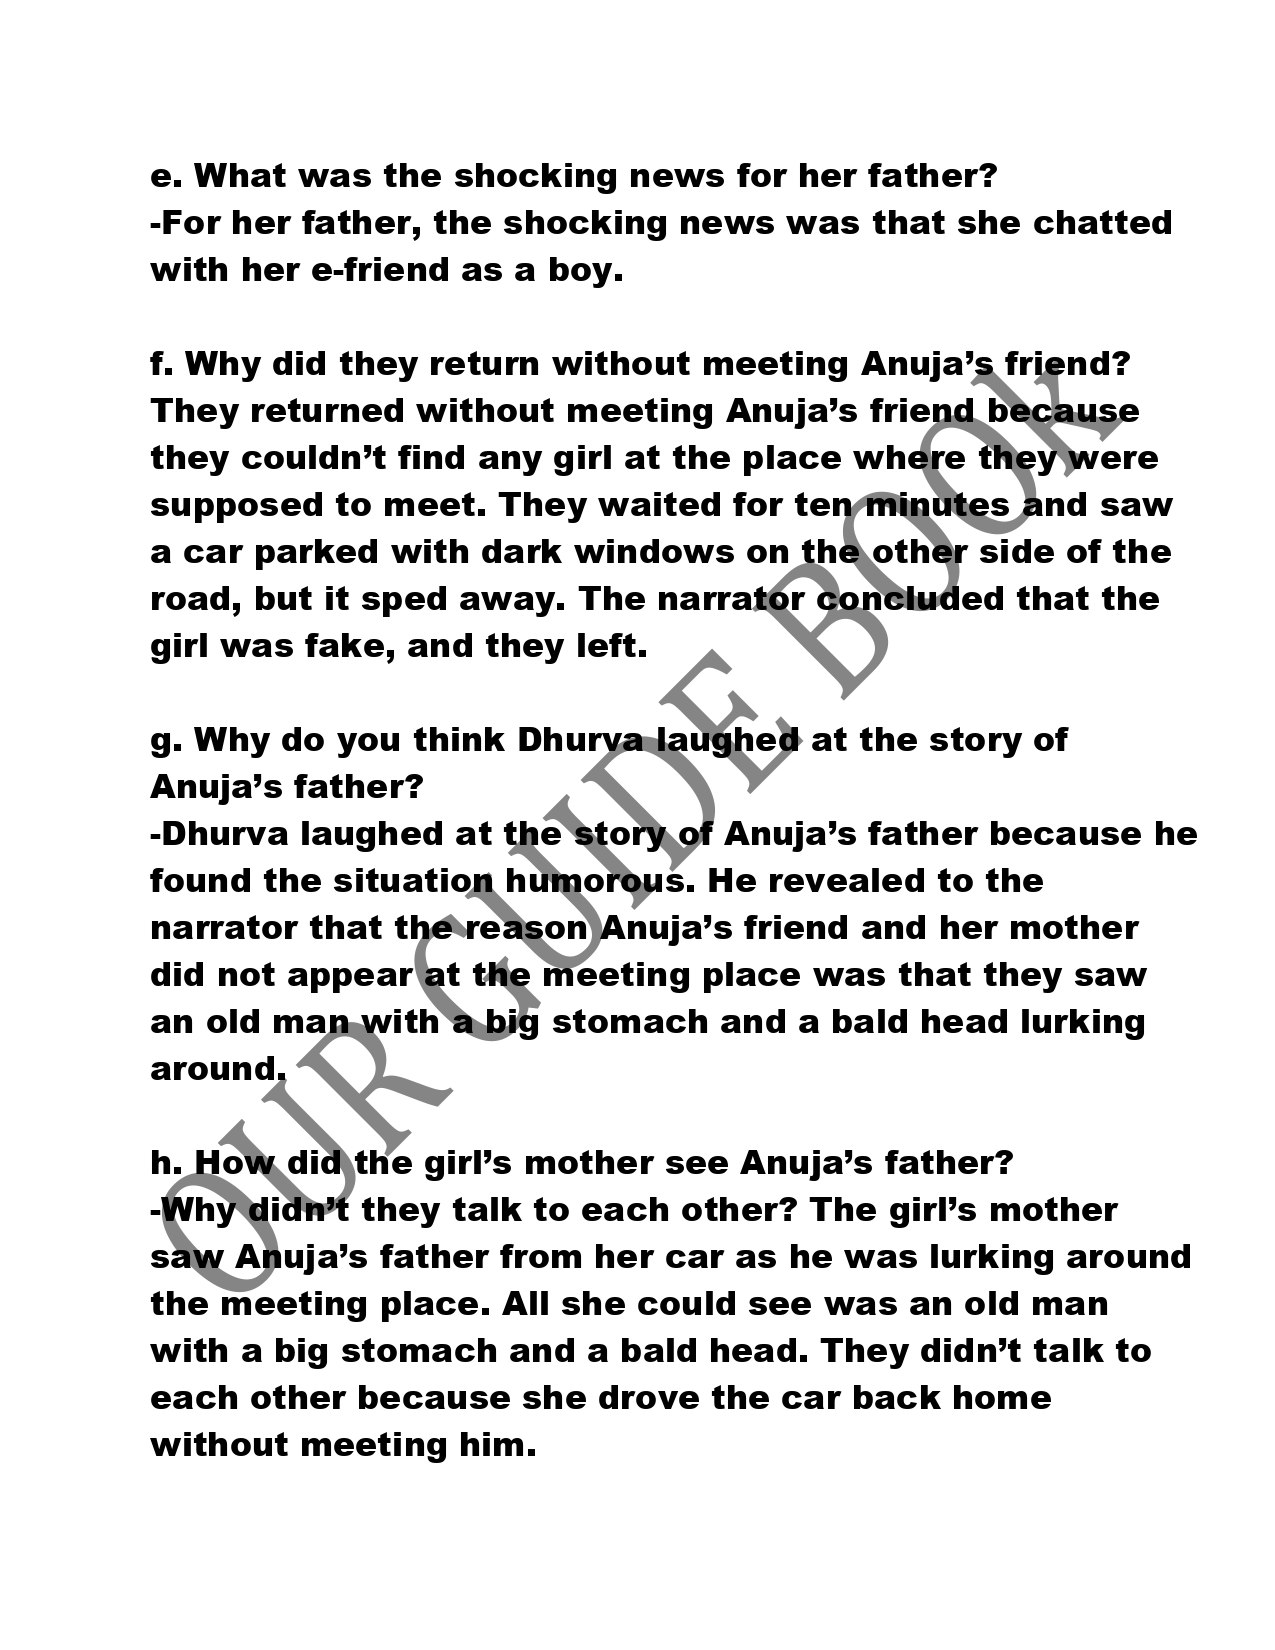 e. What was the shocking news for her father?
-For her father, the shocking news was that she chatted
with her e-friend as a boy.
f. Why did they return without meeting Anuja’s friend?
They returned without meeting Anuja’s friend because
they couldn’t find any girl at the place where they were
supposed to meet. They waited for ten minutes and saw
a car parked with dark windows on the other side of the
road, but it sped away. The narrator concluded that the
girl was fake, and they left.
g. Why do you think Dhurva laughed at the story of
Anuja’s father?
-Dhurva laughed at the story of Anuja’s father because he
found the situation humorous. He revealed to the
narrator that the reason Anuja’s friend and her mother
did not appear at the meeting place was that they saw
an old man with a big stomach and a bald head lurking
around.
h. How did the girl’s mother see Anuja’s father?
-Why didn’t they talk to each other? The girl’s mother
saw Anuja’s father from her car as he was lurking around
the meeting place. All she could see was an old man
with a big stomach and a bald head. They didn’t talk to
each other because she drove the car back home
without meeting him.
OUR GUIDE BOOk